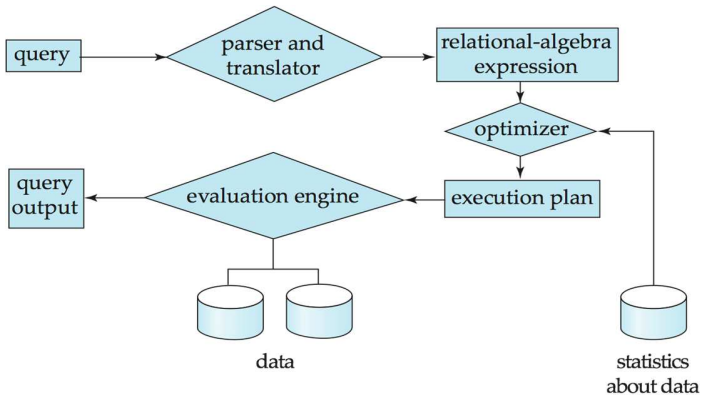 query
parser and
translator
relational-algebra
expression
optimizer
query
output
evaluation engine
execution plan
data
statistics
about data